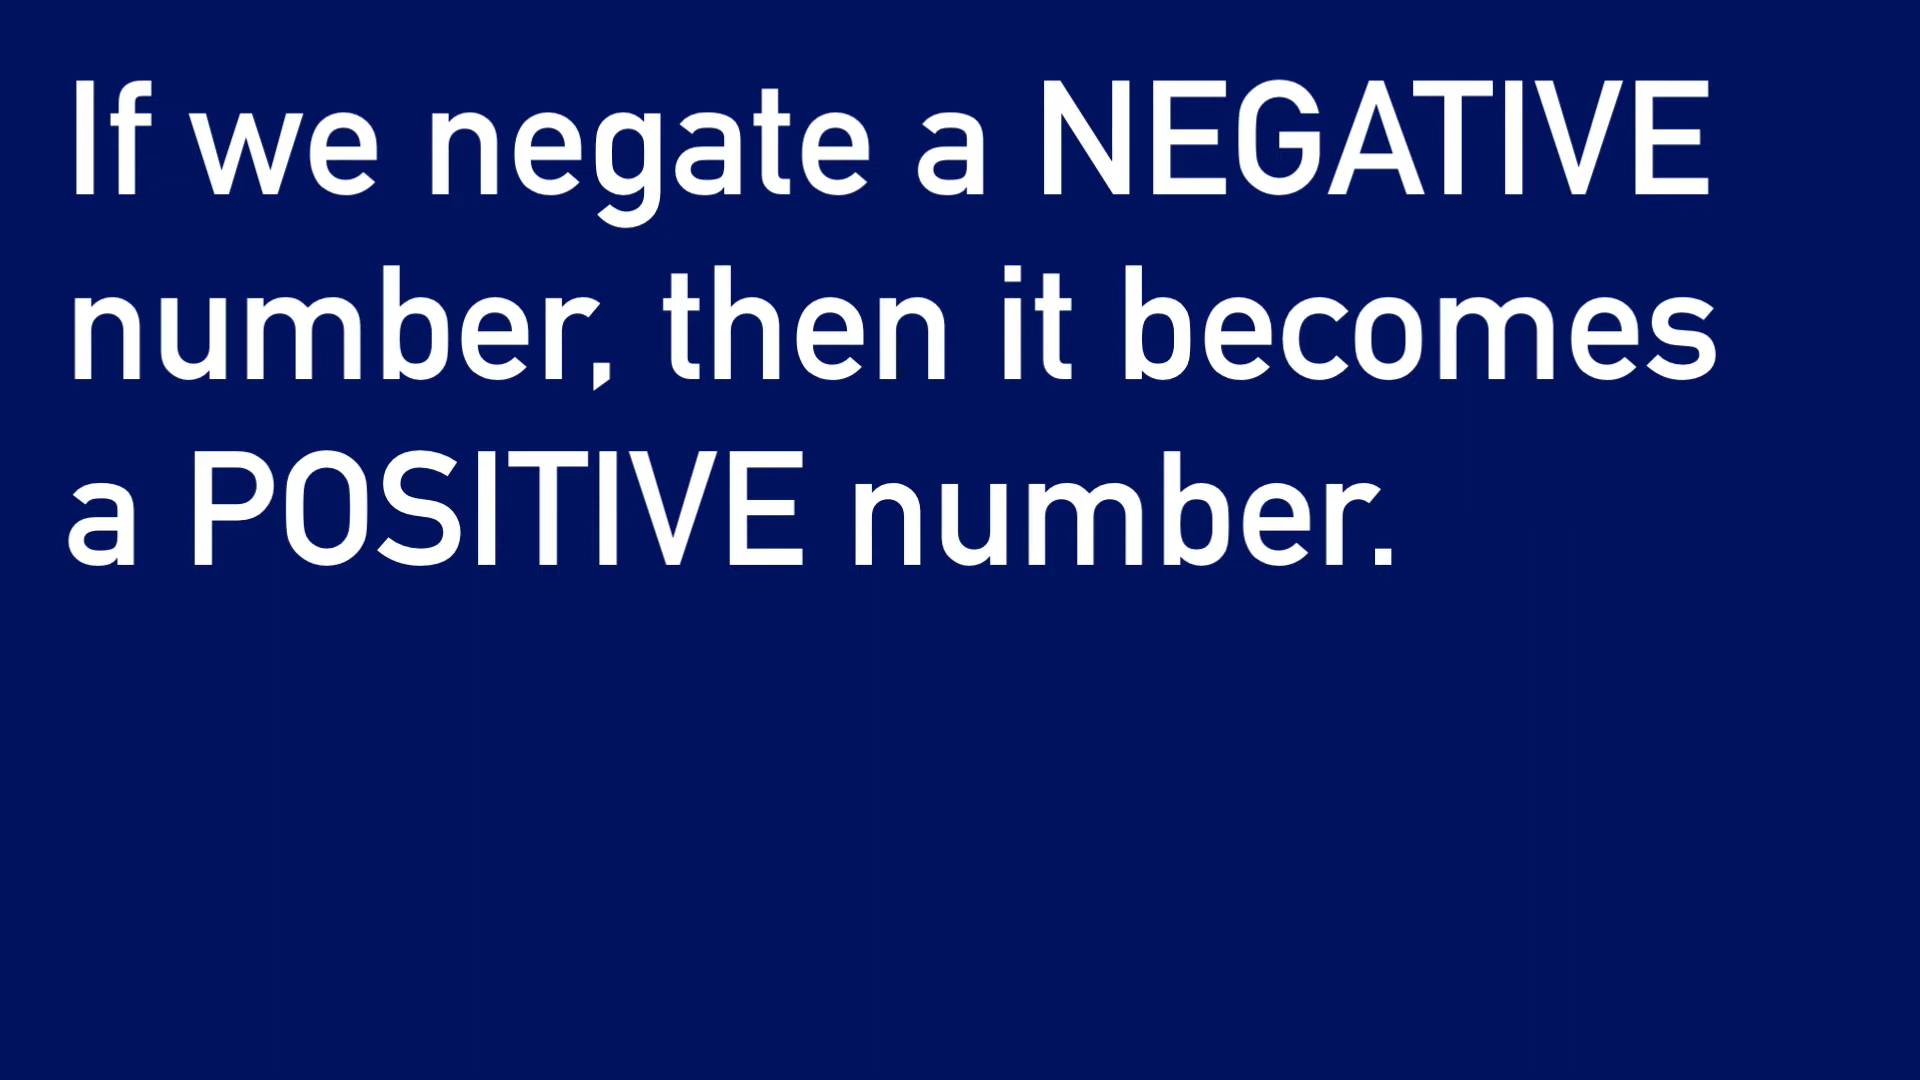 If we negate a NEGATIVE
number, then it becomes
a POSITIVE number.